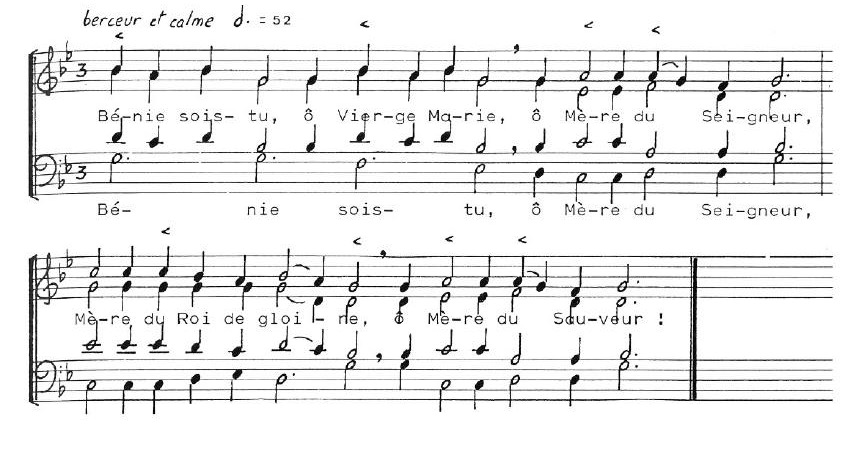 berceur et calme 𝅗𝅥. = 52
3
Bé-nie sois- tu, ô Vier-ge Ma-rie, ô Mè-re du Sei-gneur,
3
Bé- nie sois- tu, ô Mè-re du Sei-gneur,
Mè-re du Roi de gloi - re, ô Mè-re du Sau-veur !